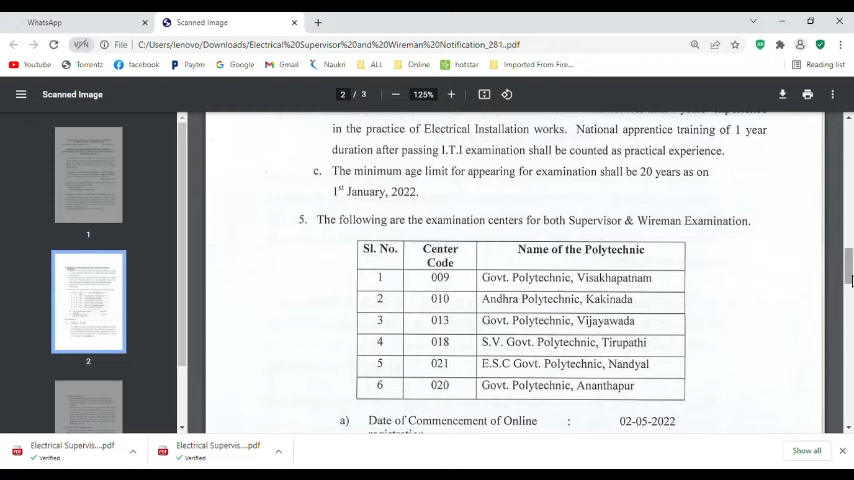 WhatsApp
Scanned Image
VPN
File
C:/Users/lenovo/Downloads/Electrical%20Supervisor%20and%20Wireman%20Notification_281..pdf
Youtube
Torrentz
facebook
Paytm
Google
Gmail
Naukri
ALL
Online
hotstar
Imported From Fire...
Reading list
Scanned Image
2 / 3
125%
in the practice of Electrical Installation works. National apprentice training of 1 year
duration after passing I.T.I examination shall be counted as practical experience.
c. The minimum age limit for appearing for examination shall be 20 years as on
1st January, 2022.
5. The following are the examination centers for both Supervisor & Wireman Examination.
Sl. No. Center Code Name of the Polytechnic
1 009 Govt. Polytechnic, Visakhapatnam
2 010 Andhra Polytechnic, Kakinada
3 013 Govt. Polytechnic, Vijayawada
4 018 S.V. Govt. Polytechnic, Tirupathi
5 021 E.S.C Govt. Polytechnic, Nandyal
6 020 Govt. Polytechnic, Ananthapur
a) Date of Commencement of Online : 02-05-2022
1
2
Electrical Supervis....pdf
Verified
Electrical Supervis....pdf
Verified
Show all